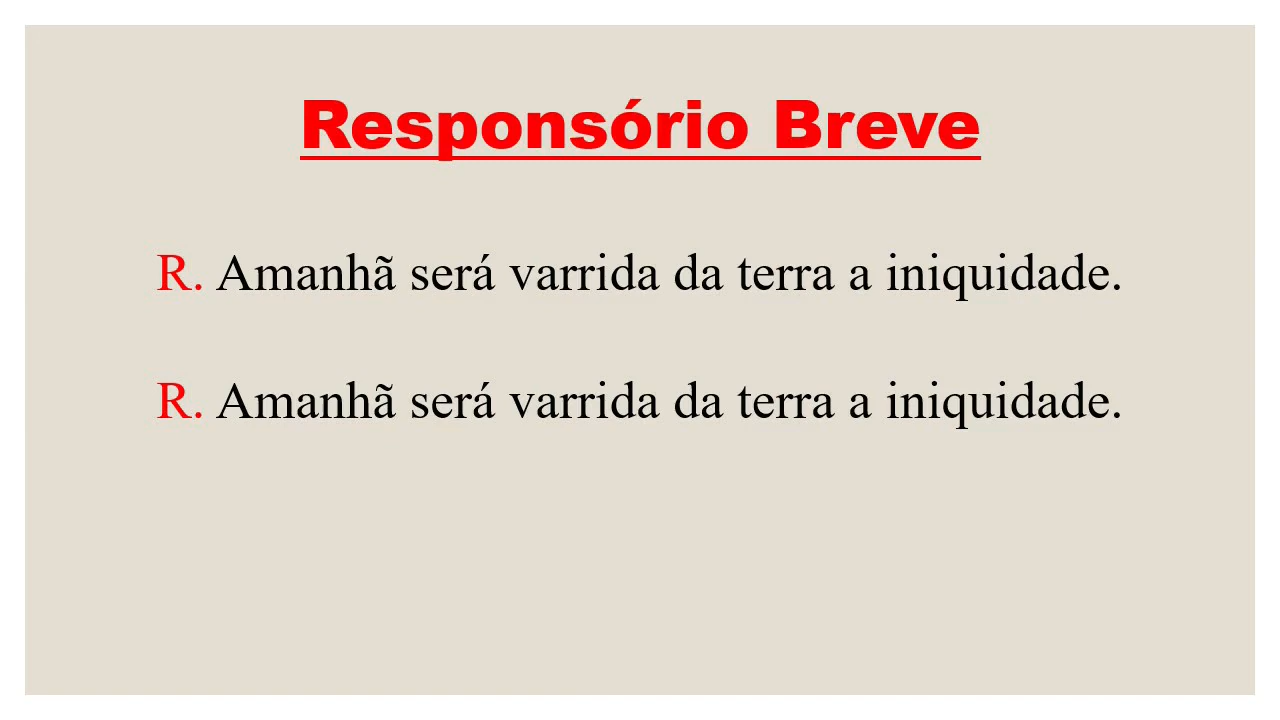 Responsório Breve
R. Amanhã será varrida da terra a iniquidade.
R. Amanhã será varrida da terra a iniquidade.